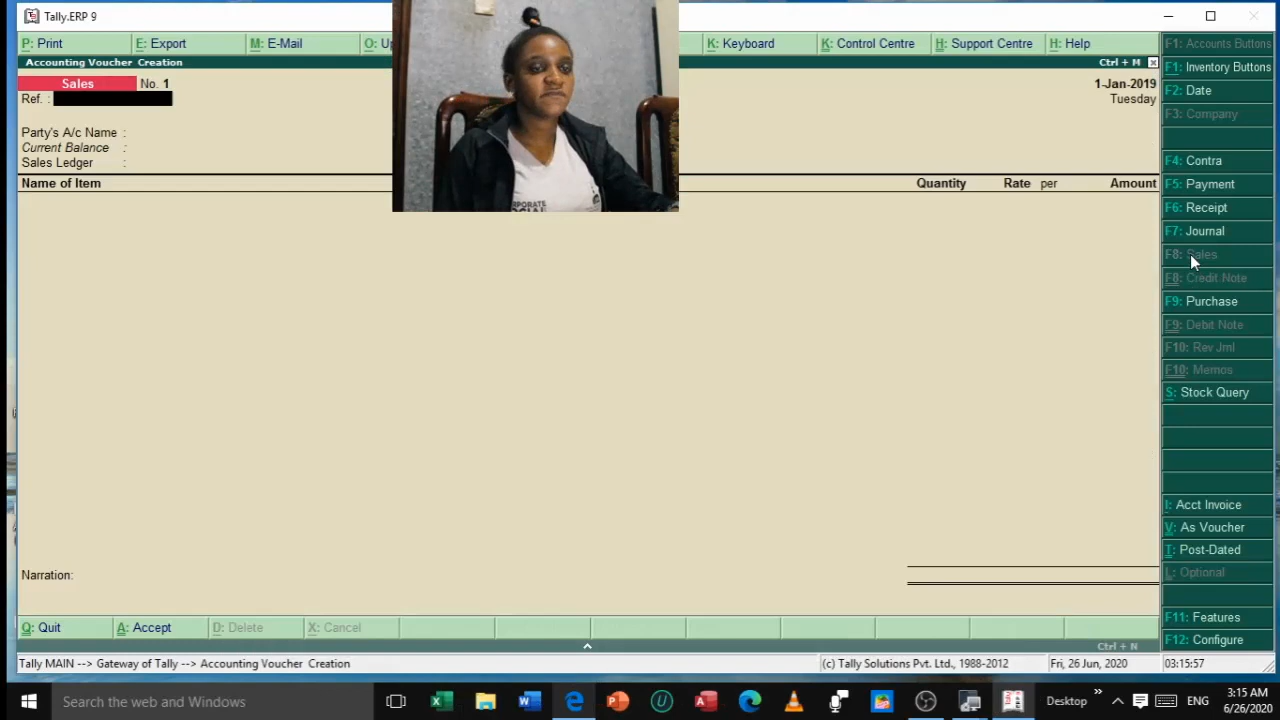 Tally.ERP 9
P: Print
E: Export
M: E-Mail
O: Up
K: Keyboard
K: Control Centre
H: Support Centre
H: Help
Accounting Voucher Creation
Ctrl + M
Sales
No. 1
1-Jan-2019
Ref. :
Tuesday
Party's A/c Name :
Current Balance :
Sales Ledger :
Name of Item
Quantity
Rate per
Amount
CORPORATE
SOCIAL
F1: Accounts Buttons
F1: Inventory Buttons
F2: Date
F3: Company
F4: Contra
F5: Payment
F6: Receipt
F7: Journal
F8: Sales
F8: Credit Note
F9: Purchase
F9: Debit Note
F10: Rev Jrnl
F10: Memos
S: Stock Query
I: Acct Invoice
V: As Voucher
T: Post-Dated
L: Optional
F11: Features
F12: Configure
Narration:
Q: Quit
A: Accept
D: Delete
X: Cancel
Ctrl + N
Tally MAIN --> Gateway of Tally --> Accounting Voucher Creation
(c) Tally Solutions Pvt. Ltd., 1988-2012
Fri, 26 Jun, 2020
03:15:57
Search the web and Windows
Desktop
ENG
3:15 AM
6/26/2020